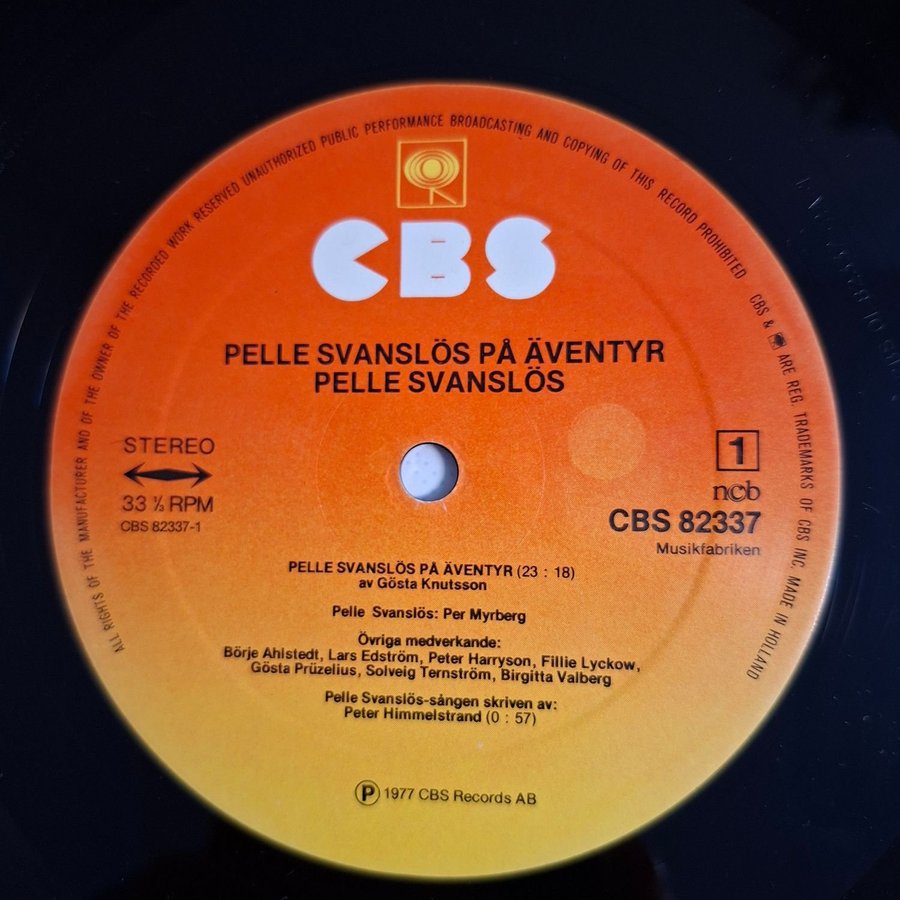 ALL RIGHTS OF THE MANUFACTURER AND OF THE OWNER OF THE RECORDED WORK RESERVED UNAUTHORIZED PUBLIC PERFORMANCE BROADCASTING AND COPYING OF THIS RECORD PROHIBITED
CBS & ARE REG. TRADEMARKS OF CBS INC. MADE IN HOLLAND
CBS
PELLE SVANSLÖS PÅ ÄVENTYR
PELLE SVANSLÖS
STEREO
33 ⅓ RPM
CBS 82337-1
1
ncb
CBS 82337
Musikfabriken
PELLE SVANSLÖS PÅ ÄVENTYR (23 : 18)
av Gösta Knutsson
Pelle Svanslös: Per Myrberg
Övriga medverkande:
Börje Ahlstedt, Lars Edström, Peter Harryson, Fillie Lyckow,
Gösta Prüzelius, Solveig Ternström, Birgitta Valberg
Pelle Svanslös-sången skriven av:
Peter Himmelstrand (0 : 57)
Ⓟ 1977 CBS Records AB